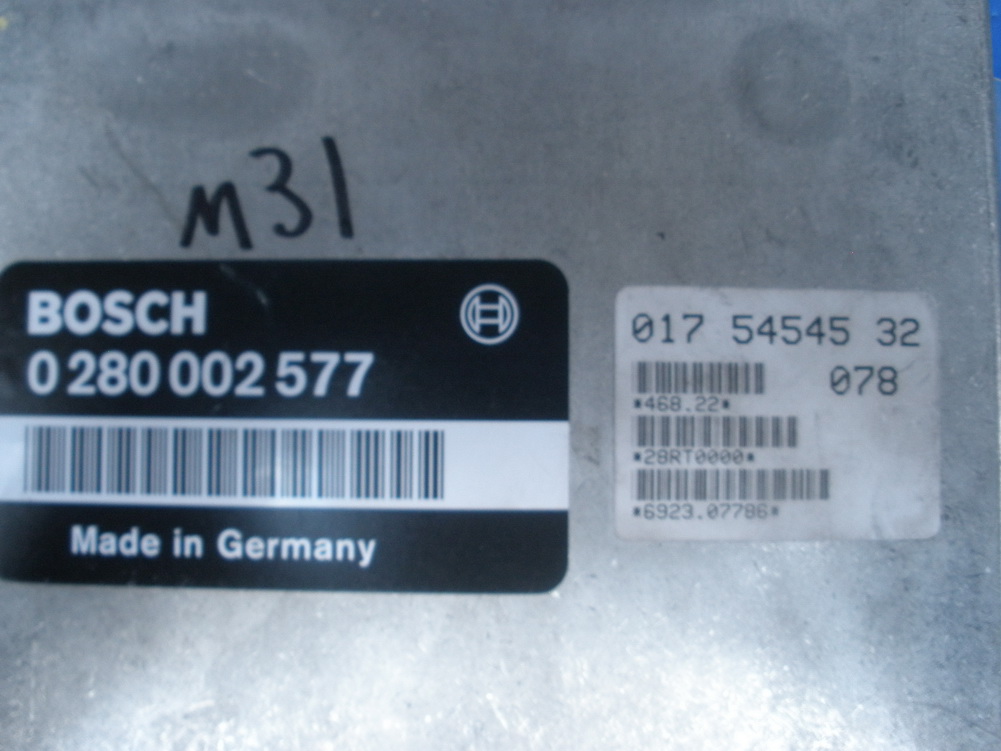 M31
BOSCH
0 280 002 577
Made in Germany
017 54545 32
078
*468.22*
*28RT0000*
*6923.07786*